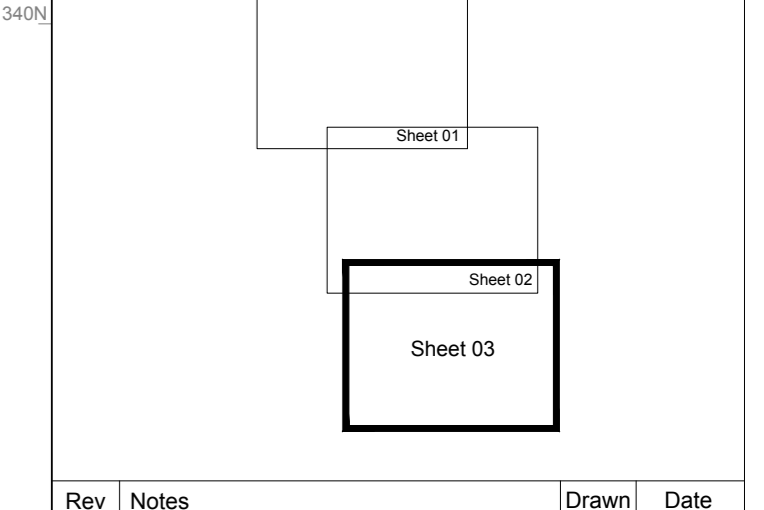 340N
Sheet 01
Sheet 02
Sheet 03
Rev Notes Drawn Date